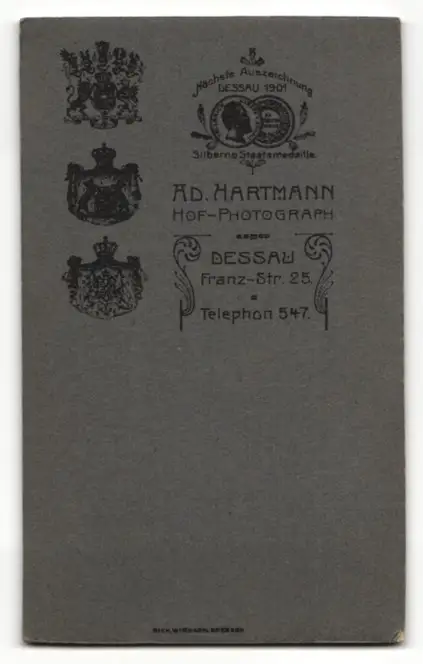 Höchste Auszeichnung
DESSAU 1901
Silberne Staatsmedaille.
AD. HARTMANN
HOF-PHOTOGRAPH
DESSAU
Franz-Str. 25.
Telephon 547.